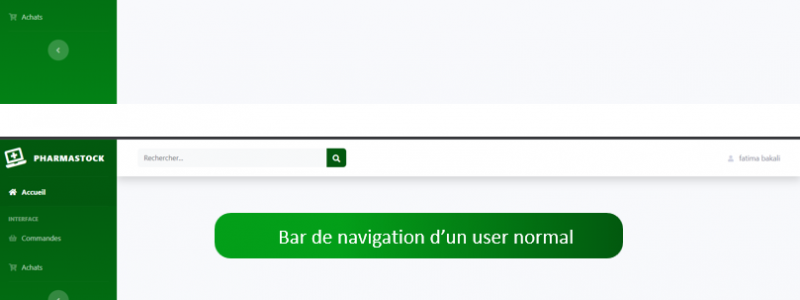 Achats
PHARMASTOCK
Rechercher...
fatima bakali
Accueil
INTERFACE
Bar de navigation d’un user normal
Commandes
Achats